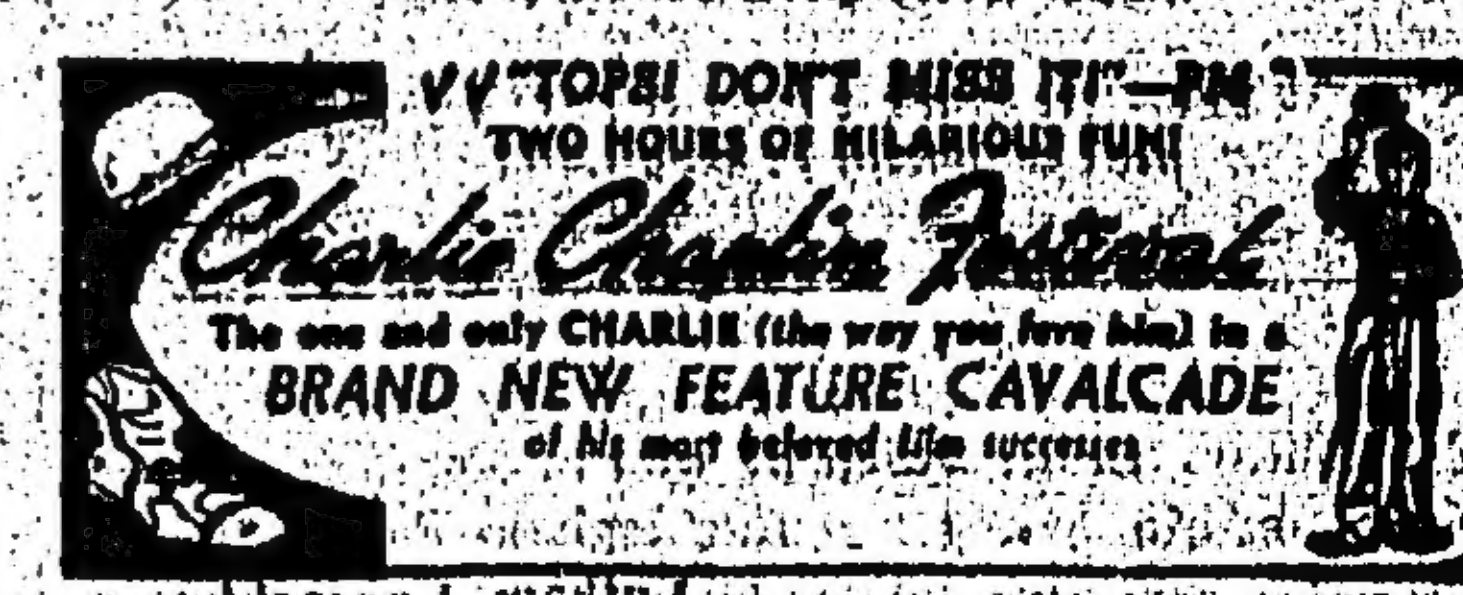 √√ "TOPS! DON'T MISS IT!"—PM
TWO HOURS OF HILARIOUS FUN!
Charlie Chaplin Festival
The one and only CHARLIE (the way you love him) in a
BRAND NEW FEATURE CAVALCADE
of his most beloved film successes